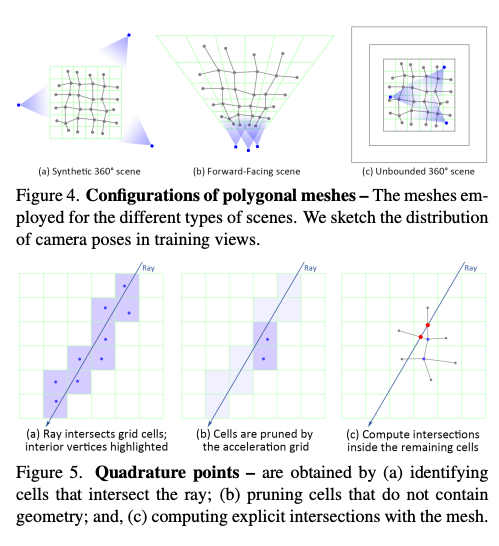 (a) Synthetic 360° scene
(b) Forward-Facing scene
(c) Unbounded 360° scene
Figure 4. Configurations of polygonal meshes – The meshes em-
ployed for the different types of scenes. We sketch the distribution
of camera poses in training views.
Ray
Ray
Ray
(a) Ray intersects grid cells;
interior vertices highlighted
(b) Cells are pruned by
the acceleration grid
(c) Compute intersections
inside the remaining cells
Figure 5. Quadrature points – are obtained by (a) identifying
cells that intersect the ray; (b) pruning cells that do not contain
geometry; and, (c) computing explicit intersections with the mesh.